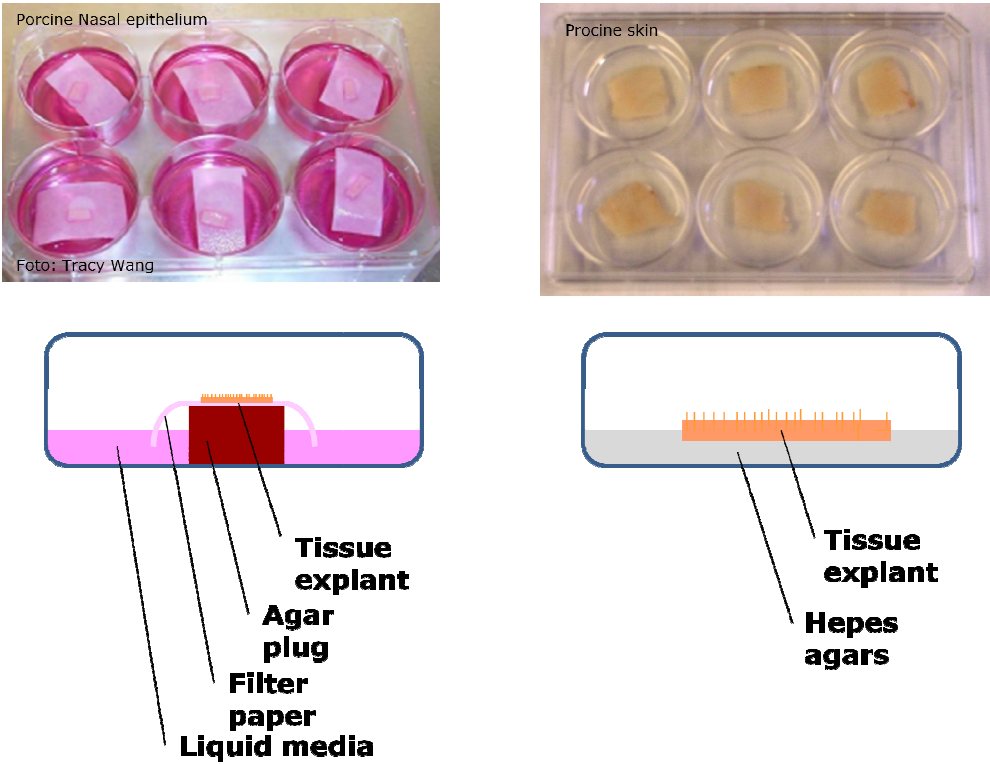 Porcine Nasal epithelium
Foto: Tracy Wang
Procine skin
Tissue
explant
Agar
plug
Filter
paper
Liquid media
Tissue
explant
Hepes
agars